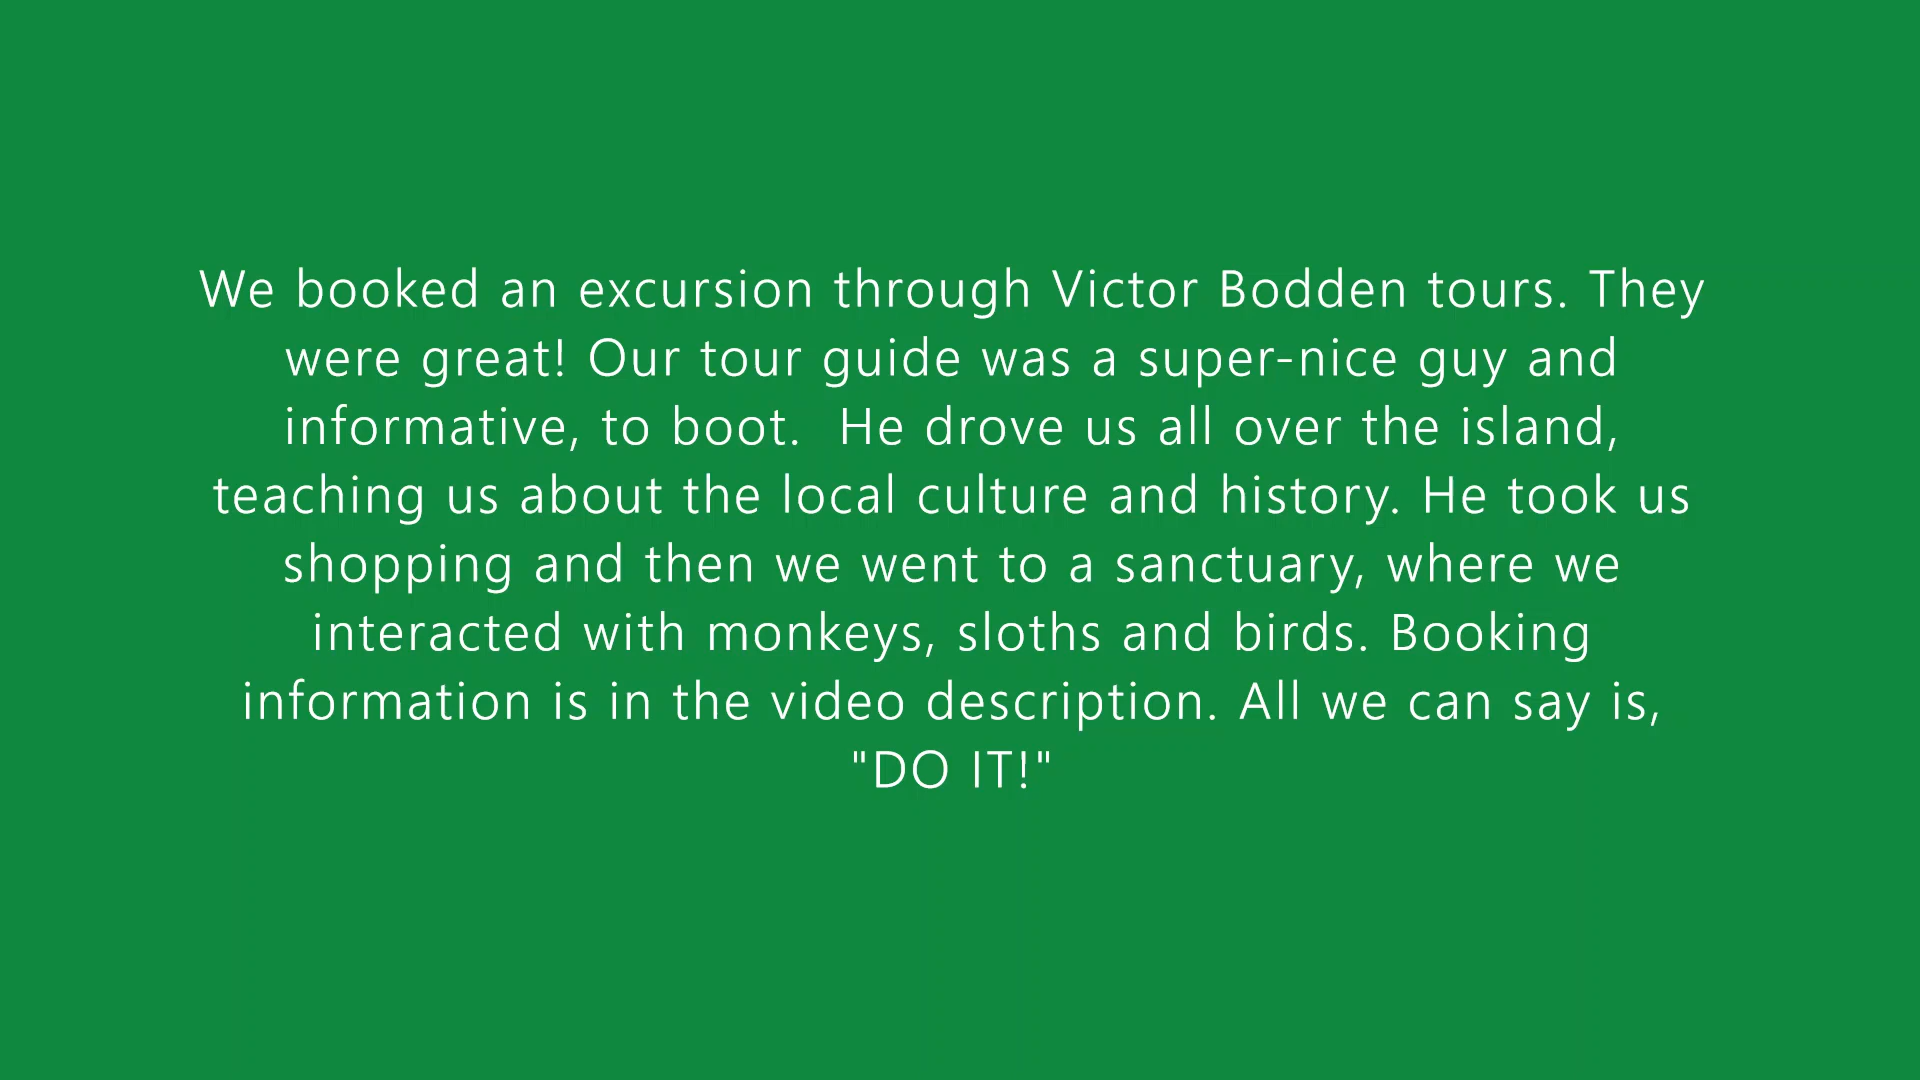 We booked an excursion through Victor Bodden tours. They
were great! Our tour guide was a super-nice guy and
informative, to boot.  He drove us all over the island,
teaching us about the local culture and history. He took us
shopping and then we went to a sanctuary, where we
interacted with monkeys, sloths and birds. Booking
information is in the video description. All we can say is,
"DO IT!"